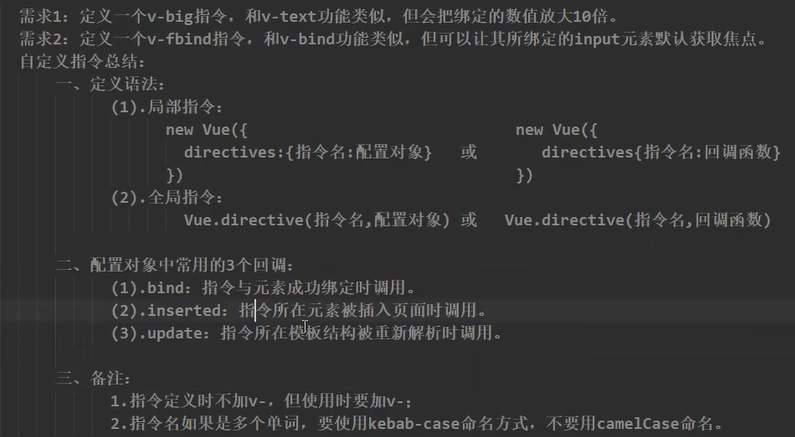 需求1：定义一个v-big指令，和v-text功能类似，但会把绑定的数值放大10倍。
需求2：定义一个v-fbind指令，和v-bind功能类似，但可以让其所绑定的input元素默认获取焦点。
自定义指令总结：
一、定义语法：
(1).局部指令：
new Vue({ new Vue({
directives:{指令名:配置对象} 或 directives{指令名:回调函数}
}) })
(2).全局指令：
Vue.directive(指令名,配置对象) 或 Vue.directive(指令名,回调函数)
二、配置对象中常用的3个回调：
(1).bind：指令与元素成功绑定时调用。
(2).inserted：指令所在元素被插入页面时调用。
(3).update：指令所在模板结构被重新解析时调用。
三、备注：
1.指令定义时不加v-，但使用时要加v-；
2.指令名如果是多个单词，要使用kebab-case命名方式，不要用camelCase命名。